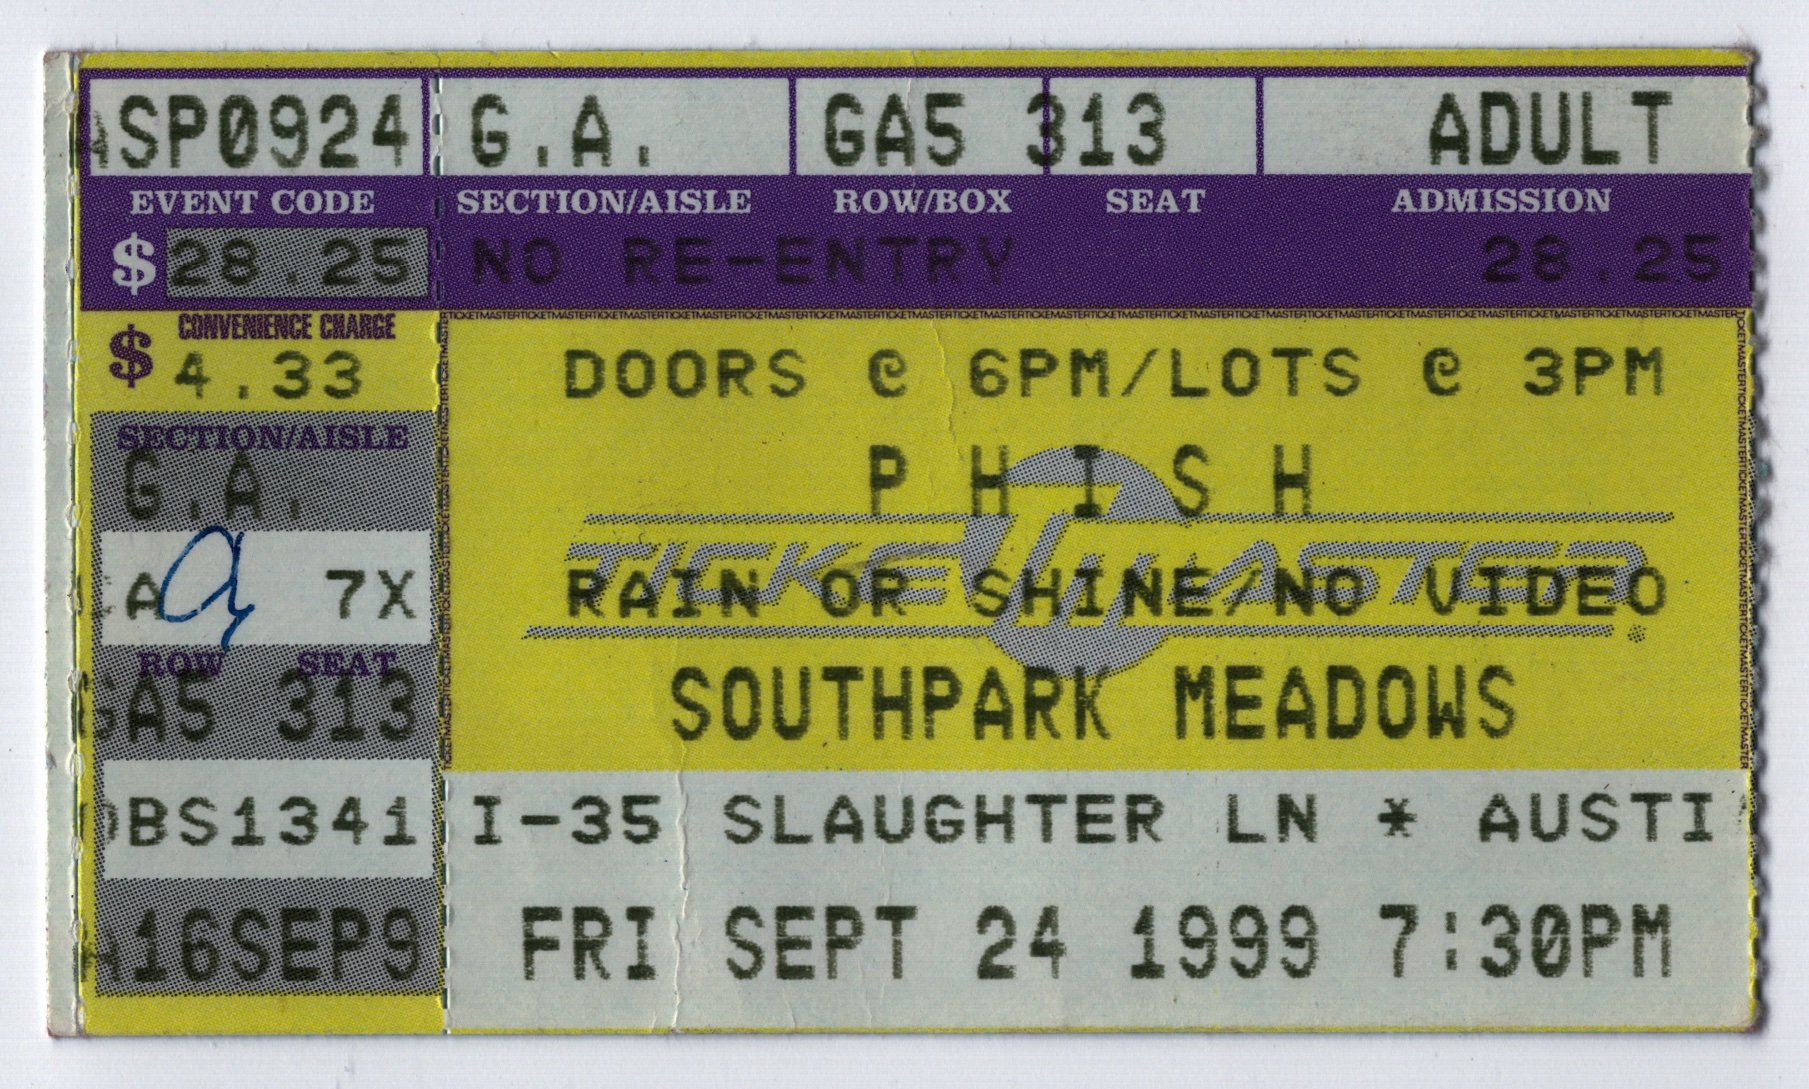 ASP0924 G.A. GA5 313 ADULT
EVENT CODE SECTION/AISLE ROW/BOX SEAT ADMISSION
$28.25 NO RE-ENTRY 28.25
CONVENIENCE CHARGE
$ 4.33
TICKETMASTERTICKETMASTERTICKETMASTERTICKETMASTER
DOORS @ 6PM/LOTS @ 3PM
SECTION/AISLE
G.A.
P H I S H
TICKETMASTER
CA 7X
RAIN OR SHINE/NO VIDEO
ROW SEAT
GA5 313
SOUTHPARK MEADOWS
OBS1341
I-35 SLAUGHTER LN * AUSTI
A16SEP9
FRI SEPT 24 1999 7:30PM